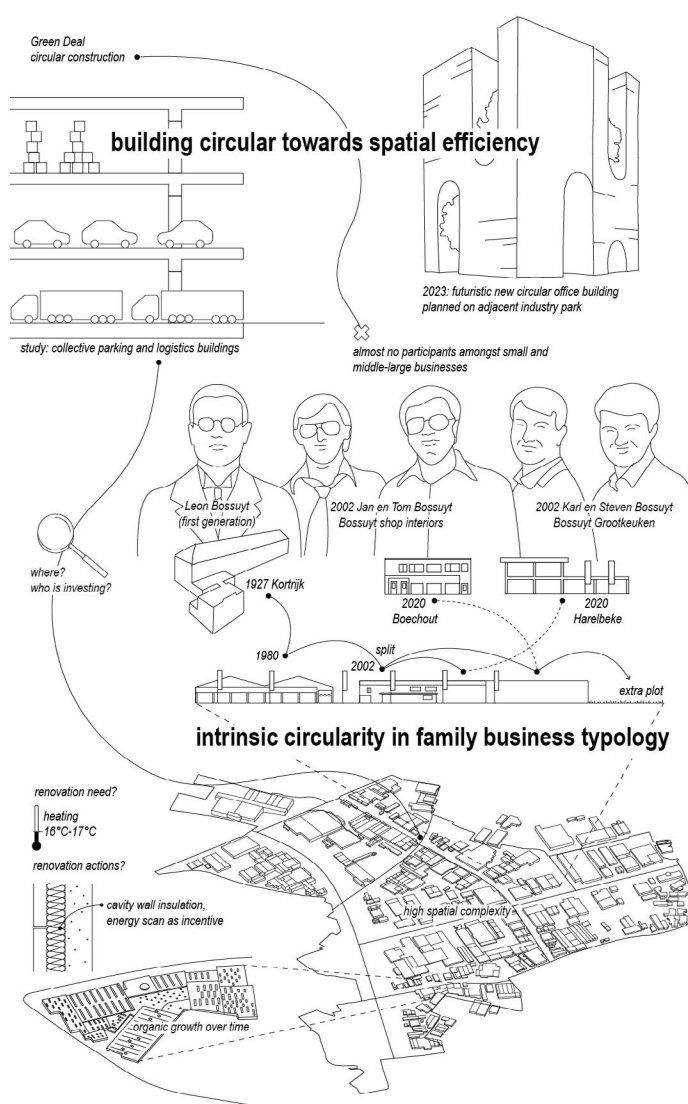 Green Deal
circular construction
building circular towards spatial efficiency
2023: futuristic new circular office building
planned on adjacent industry park
study: collective parking and logistics buildings
almost no participants amongst small and
middle-large businesses
Leon Bossuyt
(first generation)
2002 Jan en Tom Bossuyt
Bossuyt shop interiors
2002 Karl en Steven Bossuyt
Bossuyt Grootkeuken
where?
who is investing?
1927 Kortrijk
2020
Boechout
2020
Harelbeke
1980
split
2002
extra plot
intrinsic circularity in family business typology
renovation need?
heating
16°C-17°C
renovation actions?
cavity wall insulation,
energy scan as incentive
high spatial complexity
organic growth over time